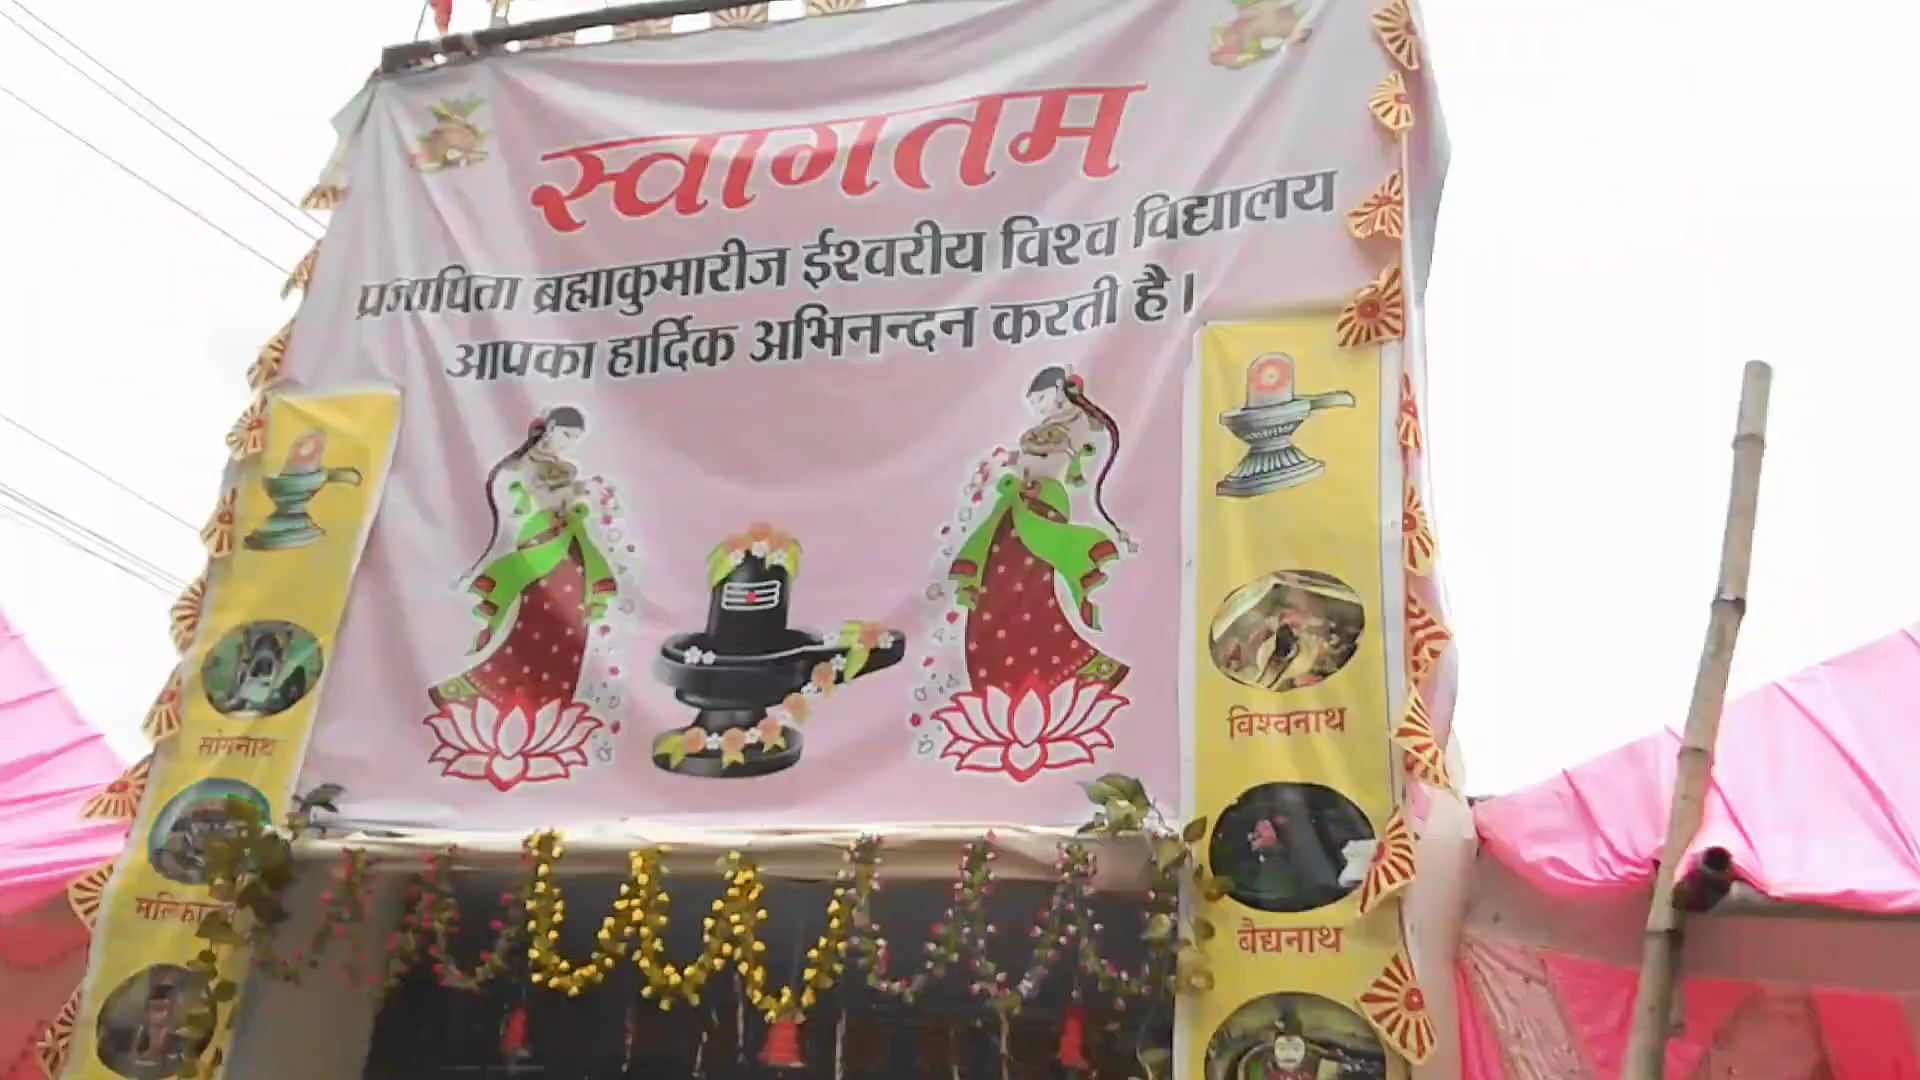 स्वागतम
प्रजापिता ब्रह्माकुमारीज ईश्वरीय विश्व विद्यालय
आपका हार्दिक अभिनन्दन करती है।
विश्वनाथ
बैद्यनाथ